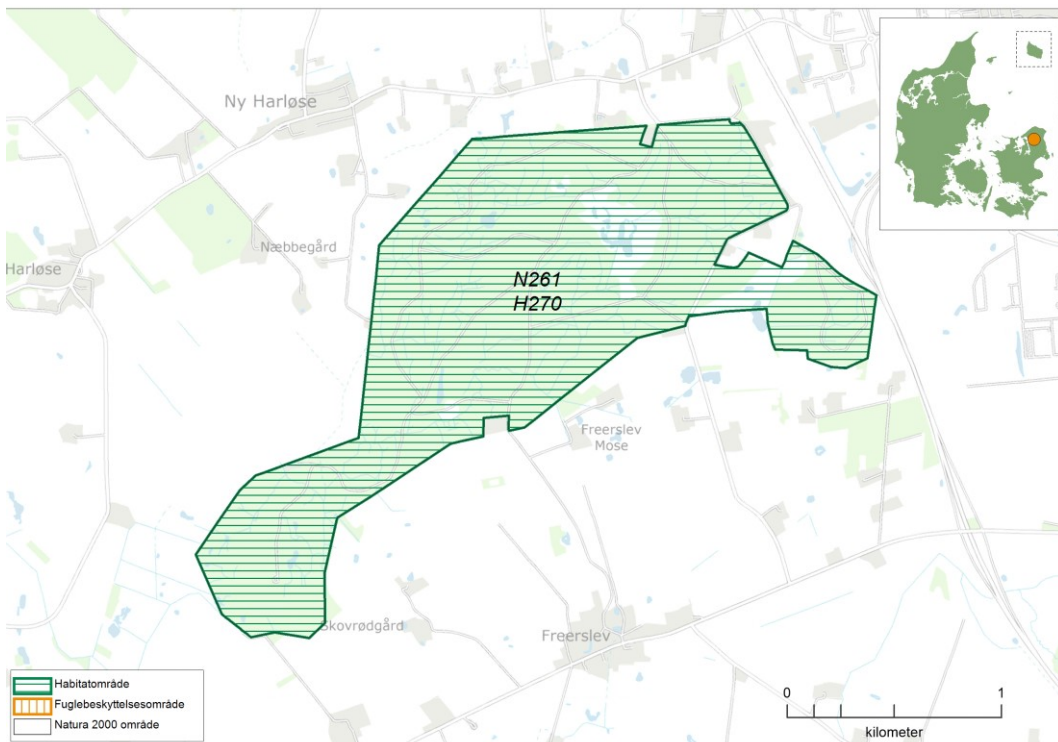 Ny Harløse
Næbbegård
Harløse
N261
H270
Freerslev
Mose
Skovrødgård
Freerslev
Habitatområde
Fuglebeskyttelsesområde
Natura 2000 område
0 1
kilometer